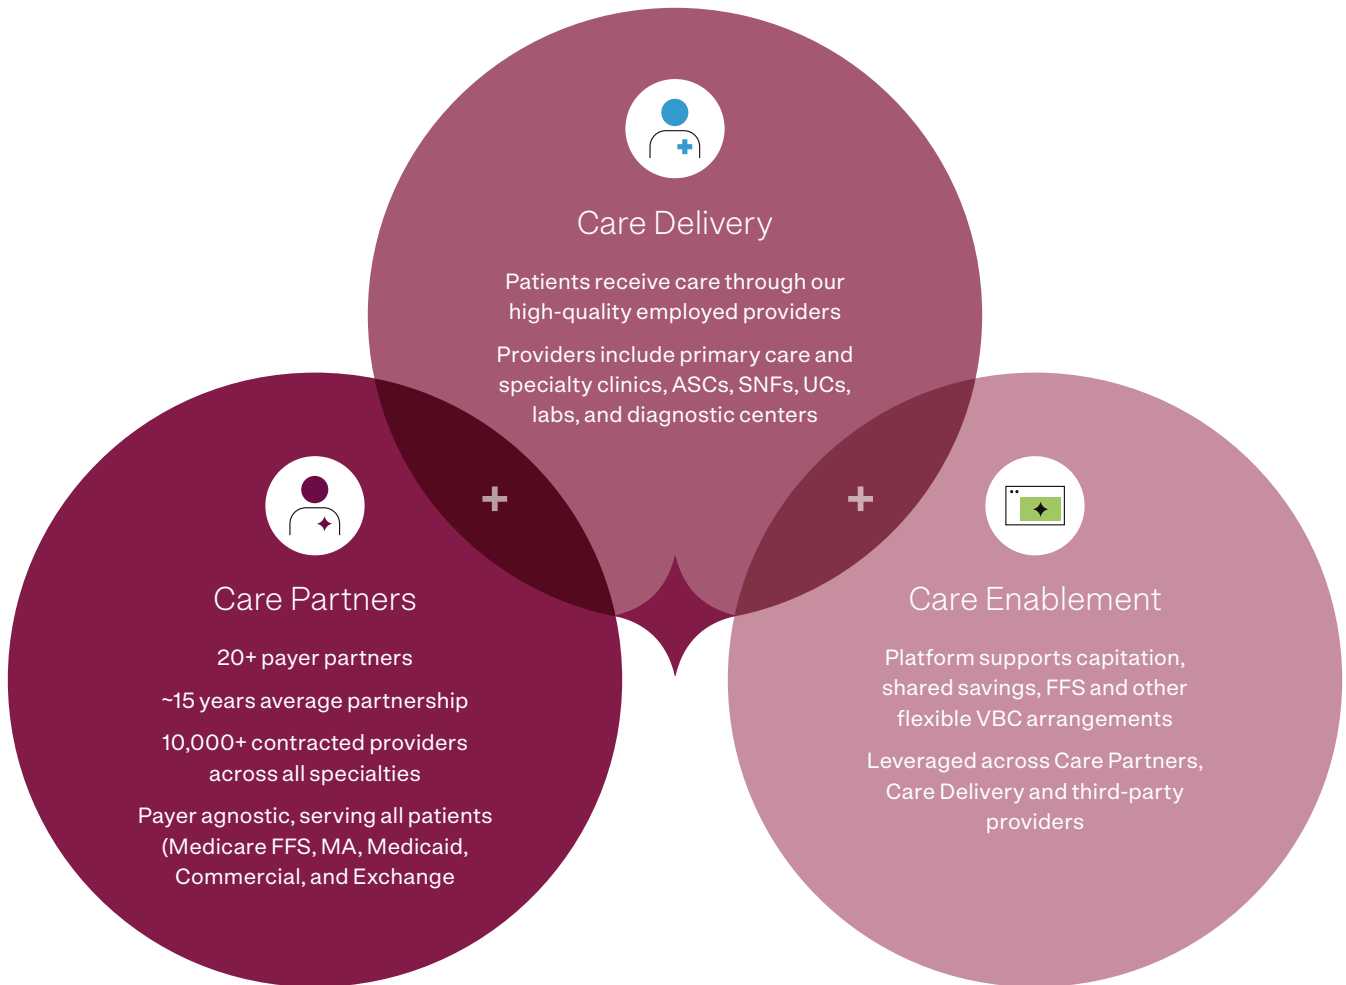 Care Delivery
Patients receive care through our
high-quality employed providers
Providers include primary care and
specialty clinics, ASCs, SNFs, UCs,
labs, and diagnostic centers
Care Partners
20+ payer partners
~15 years average partnership
10,000+ contracted providers
across all specialties
Payer agnostic, serving all patients
(Medicare FFS, MA, Medicaid,
Commercial, and Exchange
Care Enablement
Platform supports capitation,
shared savings, FFS and other
flexible VBC arrangements
Leveraged across Care Partners,
Care Delivery and third-party
providers